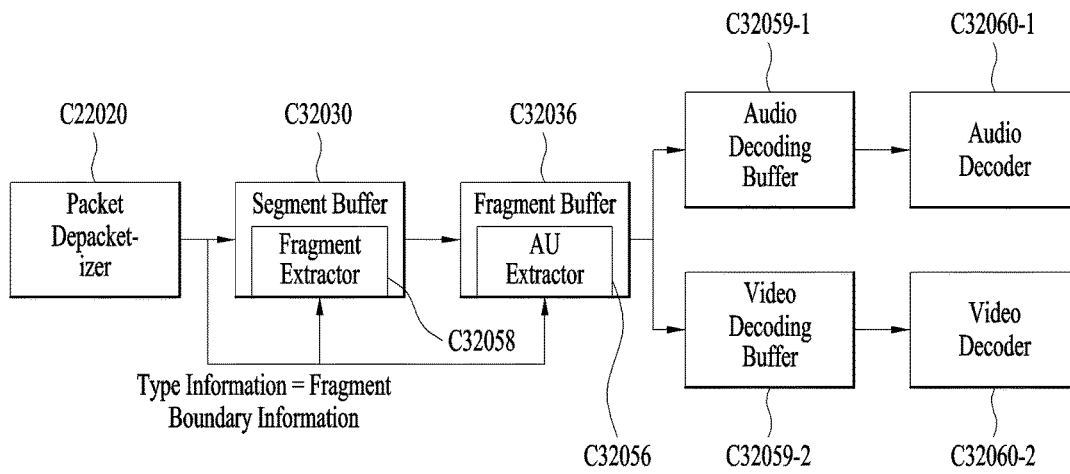 C32059-1
C32060-1
C22020
C32030
C32036
Audio
Decoding
Buffer
Audio
Decoder
Packet
Depacket-
izer
Segment Buffer
Fragment
Extractor
Fragment Buffer
AU
Extractor
C32058
Video
Decoding
Buffer
Video
Decoder
Type Information = Fragment
Boundary Information
C32056
C32059-2
C32060-2